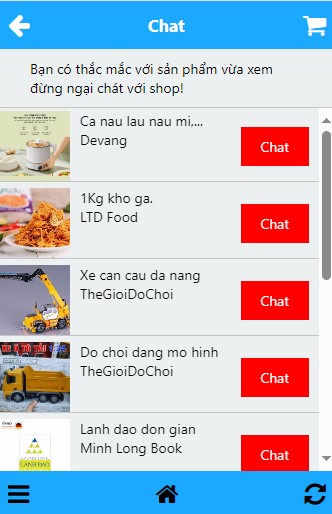 Chat
Bạn có thắc mắc với sản phẩm vừa xem
đừng ngại chát với shop!
Ca nau lau nau mi,...
Devang
Chat
1Kg kho ga.
LTD Food
Chat
Xe can cau da nang
TheGioiDoChoi
Chat
Do choi dang mo hinh
TheGioiDoChoi
Chat
Lanh dao don gian
Minh Long Book
Chat
LANH ĐẠO